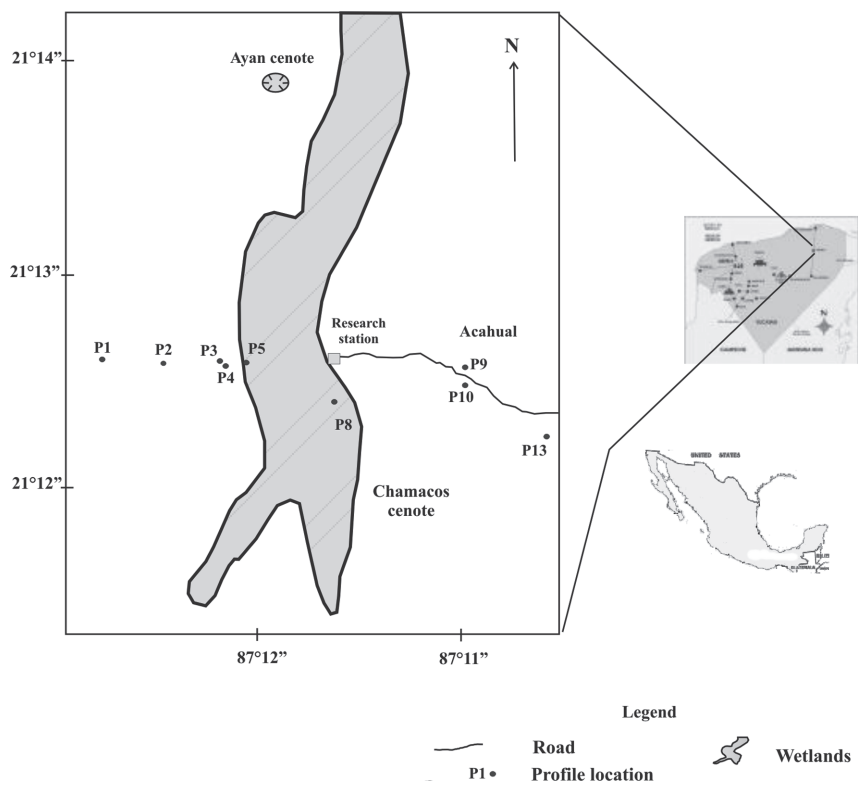 21°14”
Ayan cenote
N
21°13”
Research
station
Acahual
P1
P2
P3
P4
P5
P9
P10
P8
P13
21°12”
Chamacos
cenote
87°12”
87°11”
N
UNITED STATES
Legend
Road
Wetlands
P1
Profile location